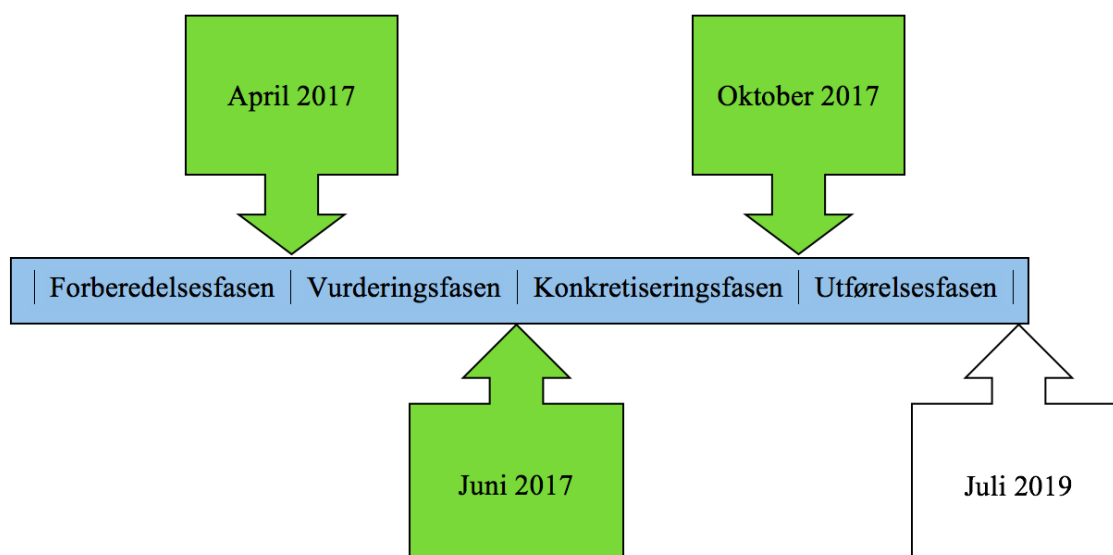 April 2017
Oktober 2017
| Forberedelsesfasen | Vurderingsfasen | Konkretiseringsfasen | Utførelsesfasen |
Juni 2017
Juli 2019